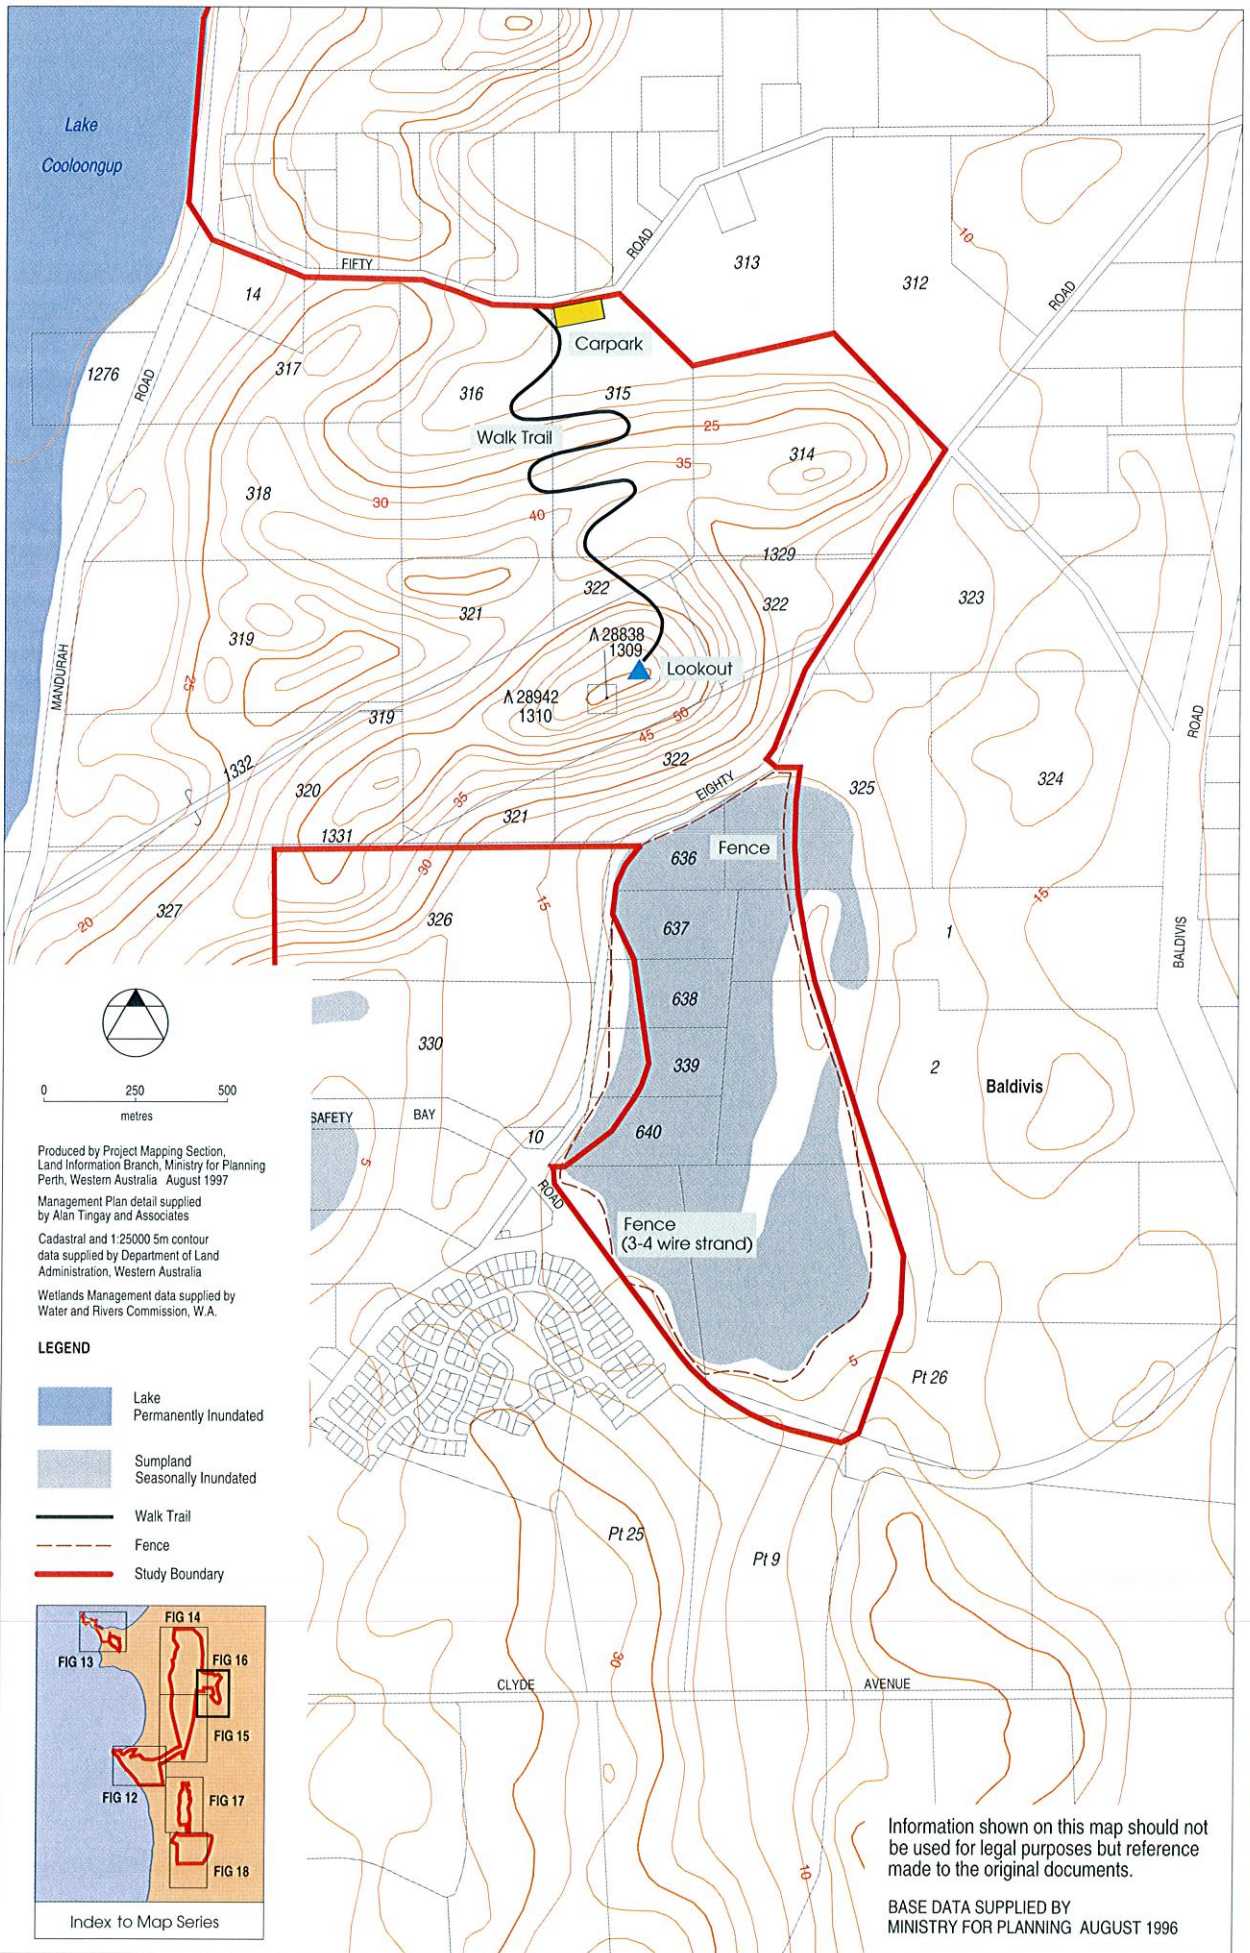 Lake
Cooloongup
FIFTY
ROAD
313
312
10
ROAD
14
Carpark
1276
ROAD
317
316
315
Walk Trail
25
314
35
318
30
40
1329
322
322
323
321
319
Λ 28838
1309
Lookout
MANDURAH
25
Λ 28942
1310
50
45
319
ROAD
322
1332
EIGHTY
325
324
320
35
321
1331
636
Fence
30
15
15
327
20
326
637
1
BALDIVIS
638
330
339
2
Baldivis
0 250 500
metres
SAFETY BAY
10
640
5
ROAD
Produced by Project Mapping Section,
Land Information Branch, Ministry for Planning
Perth, Western Australia August 1997
Management Plan detail supplied
by Alan Tingay and Associates
Cadastral and 1:25000 5m contour
data supplied by Department of Land
Administration, Western Australia
Wetlands Management data supplied by
Water and Rivers Commission, W.A.
Fence
(3-4 wire strand)
5
Pt 26
LEGEND
Lake
Permanently Inundated
Sumpland
Seasonally Inundated
Walk Trail
Fence
Study Boundary
Pt 25
Pt 9
30
CLYDE AVENUE
10
FIG 14
FIG 13
FIG 16
FIG 15
FIG 12
FIG 17
FIG 18
Index to Map Series
Information shown on this map should not
be used for legal purposes but reference
made to the original documents.
BASE DATA SUPPLIED BY
MINISTRY FOR PLANNING AUGUST 1996